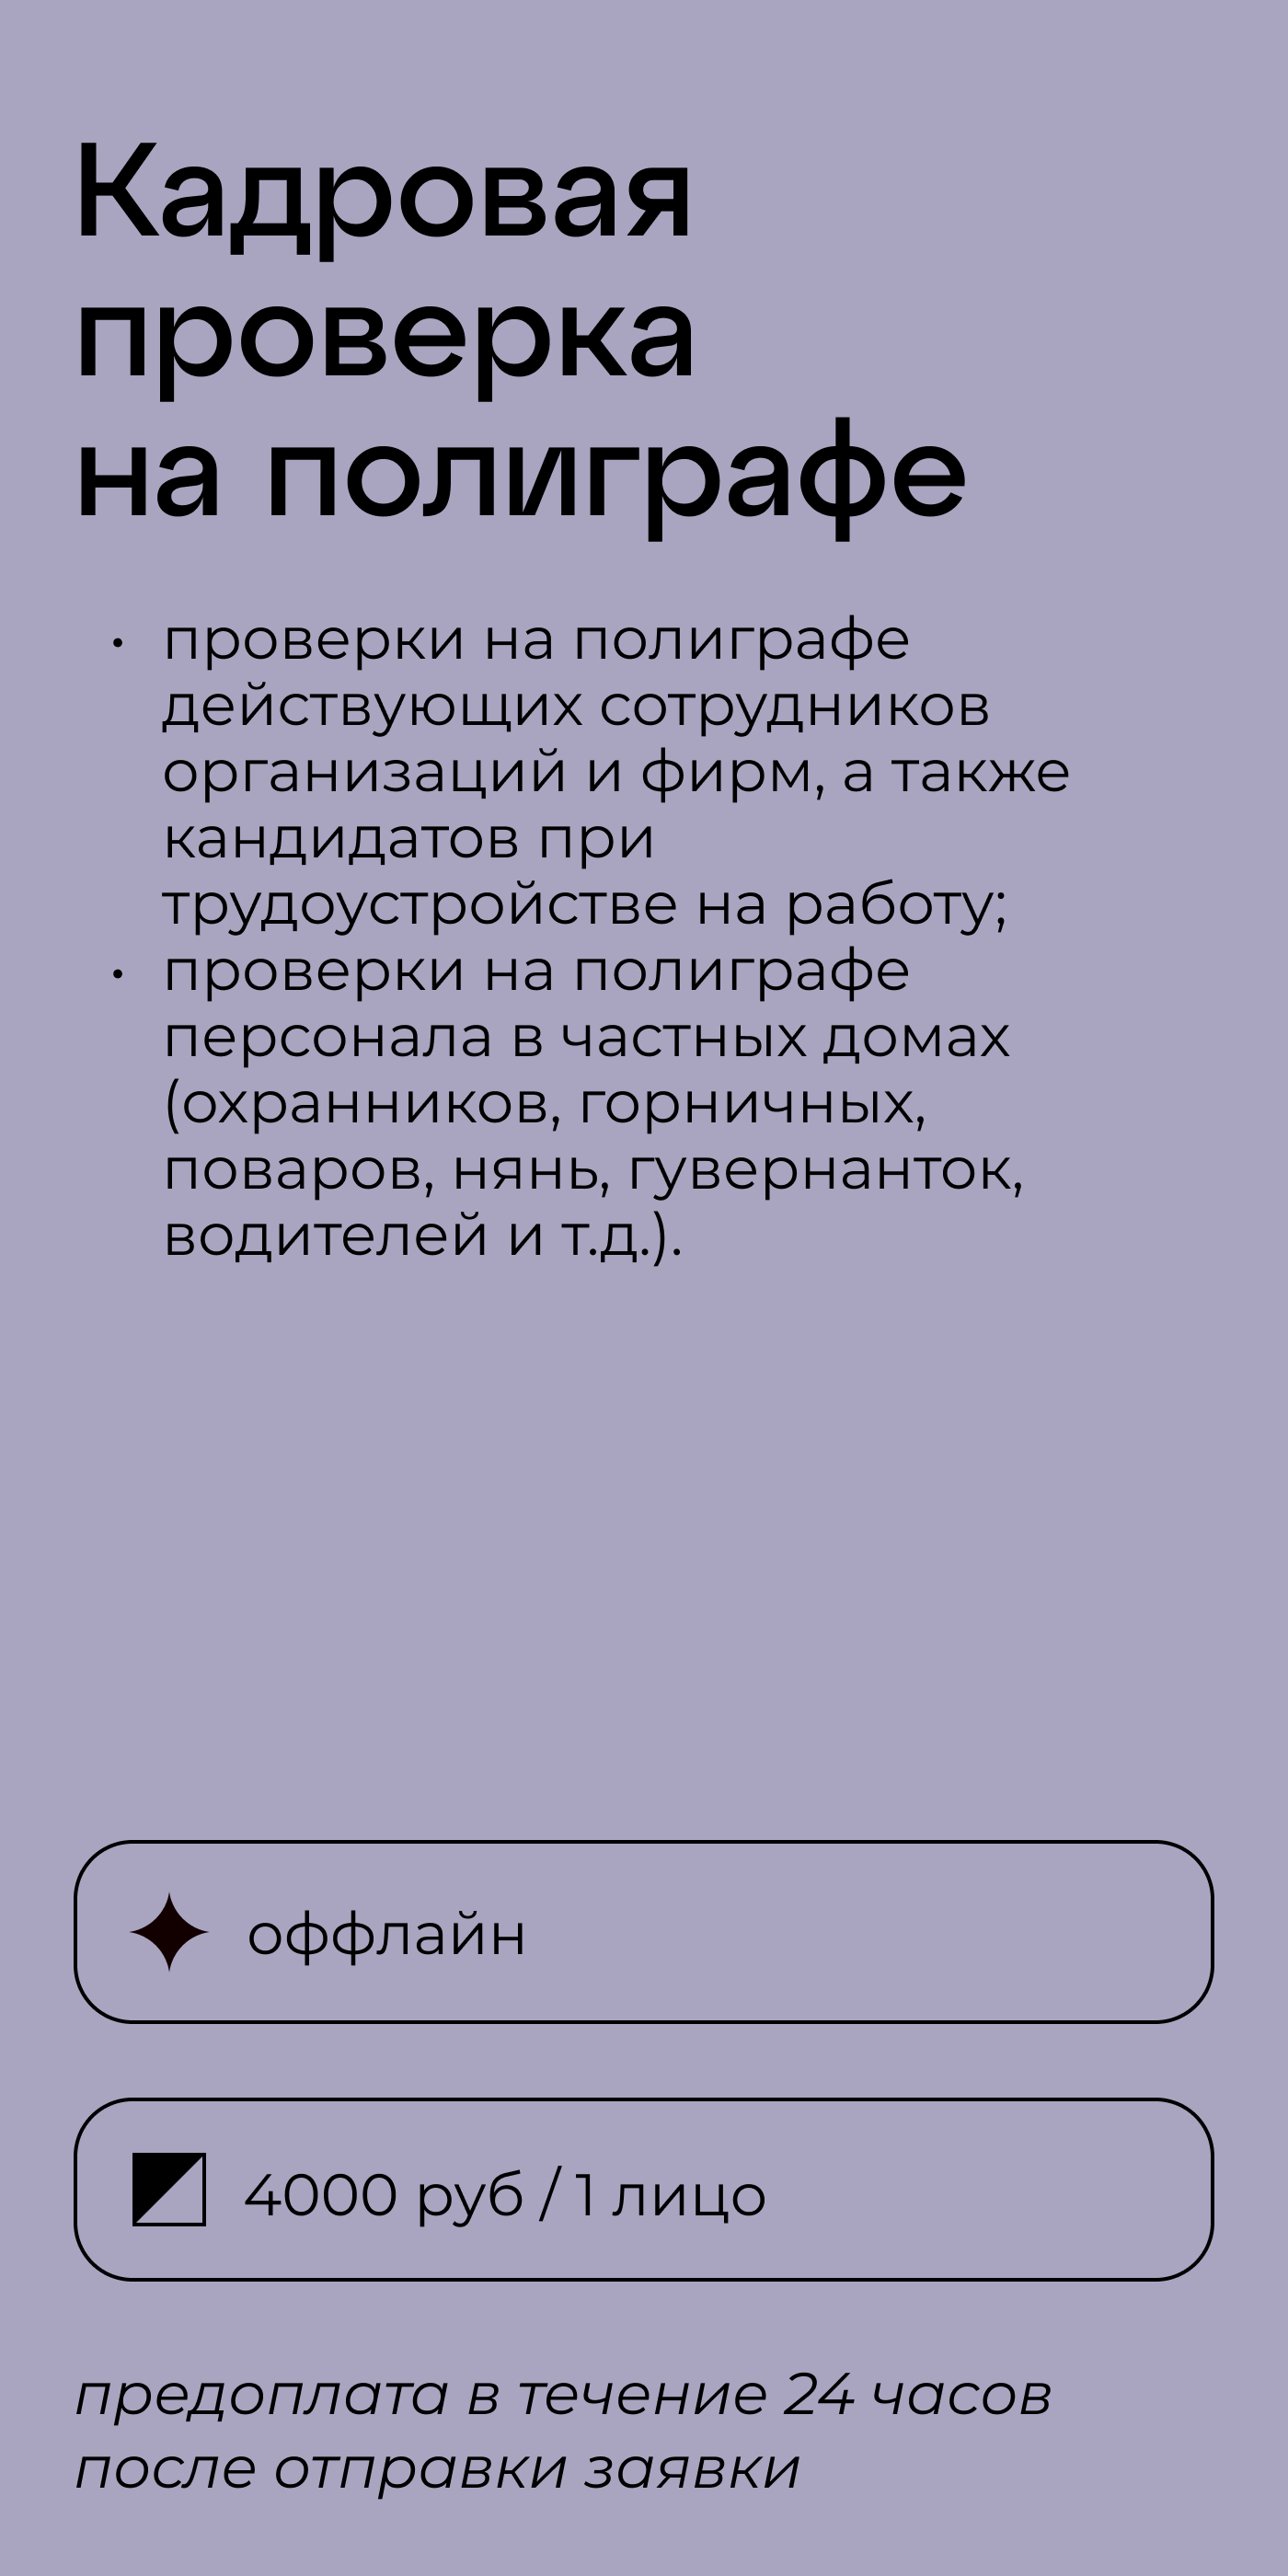 Кадровая
проверка
на полиграфе
• проверки на полиграфе
действующих сотрудников
организаций и фирм, а также
кандидатов при
трудоустройстве на работу;
• проверки на полиграфе
персонала в частных домах
(охранников, горничных,
поваров, нянь, гувернанток,
водителей и т.д.).
оффлайн
4000 руб / 1 лицо
предоплата в течение 24 часов
после отправки заявки